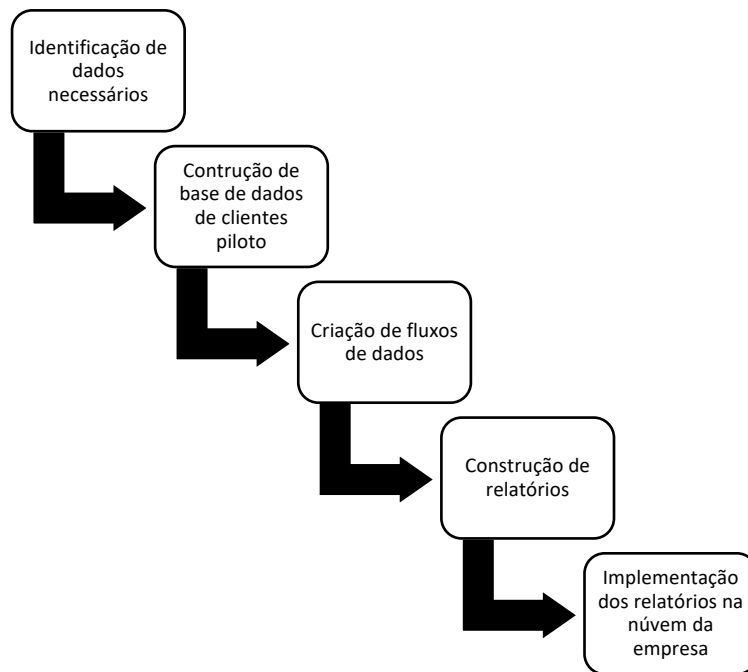 Identificação de
dados
necessários
Contrução de
base de dados
de clientes
piloto
Criação de fluxos
de dados
Construção de
relatórios
Implementação
dos relatórios na
núvem da
empresa